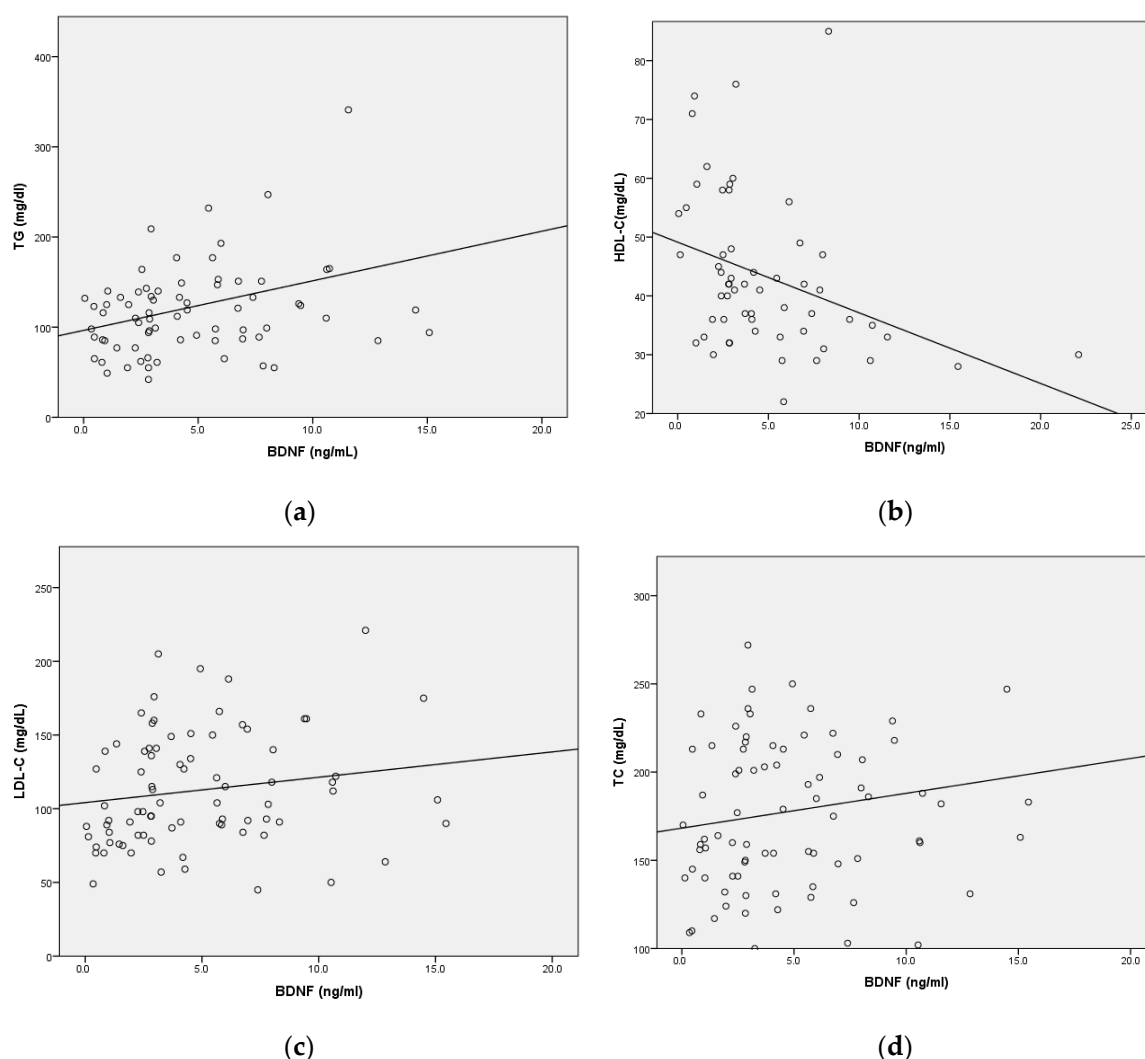 400
300
200
100
0
TG (mg/dl)
0.0 5.0 10.0 15.0 20.0
BDNF (ng/mL)
(a)
80
70
60
50
40
30
20
HDL-C(mg/dL)
0.0 5.0 10.0 15.0 20.0 25.0
BDNF(ng/ml)
(b)
250
200
150
100
50
0
LDL-C (mg/dL)
0.0 5.0 10.0 15.0 20.0
BDNF (ng/ml)
(c)
300
250
200
150
100
TC (mg/dL)
0.0 5.0 10.0 15.0 20.0
BDNF (ng/ml)
(d)